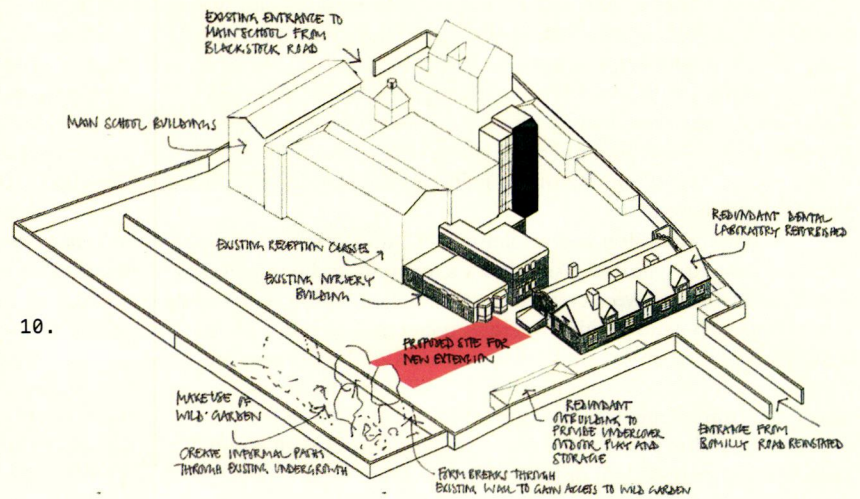 EXISTING ENTRANCE TO
MAIN SCHOOL FROM
BLACKSTOCK ROAD
MAIN SCHOOL BUILDINGS
REDUNDANT DENTAL
LABORATORY REFURBISHED
EXISTING RECEPTION CLASSES
EXISTING NURSERY
BUILDING
10.
PROPOSED SITE FOR
NEW EXTENSION
MAKE USE OF
'WILD' GARDEN
CREATE INFORMAL PATHS
THROUGH EXISTING UNDERGROWTH
REDUNDANT
OUTBUILDING TO
PROVIDE UNDERCOVER
OUTDOOR PLAY AND
STORAGE
ENTRANCE FROM
ROMILLY ROAD REINSTATED
FORM BREAKS THROUGH
EXISTING WALL TO GAIN ACCESS TO WILD GARDEN